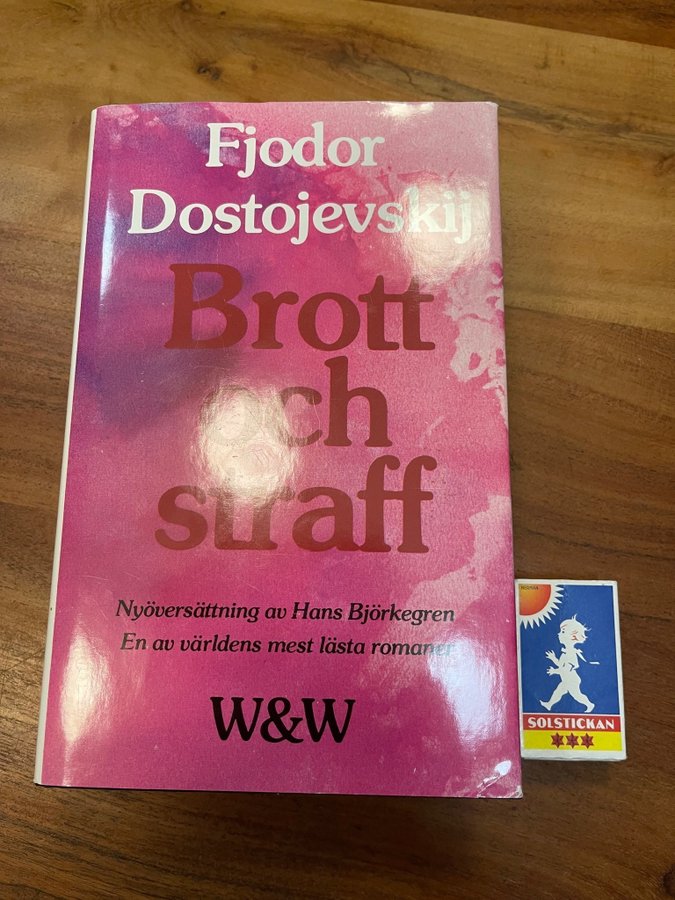 Fjodor
Dostojevskij
Brott
och
straff
Nyöversättning av Hans Björkegren
En av världens mest lästa romaner
W&W
SOLSTICKAN